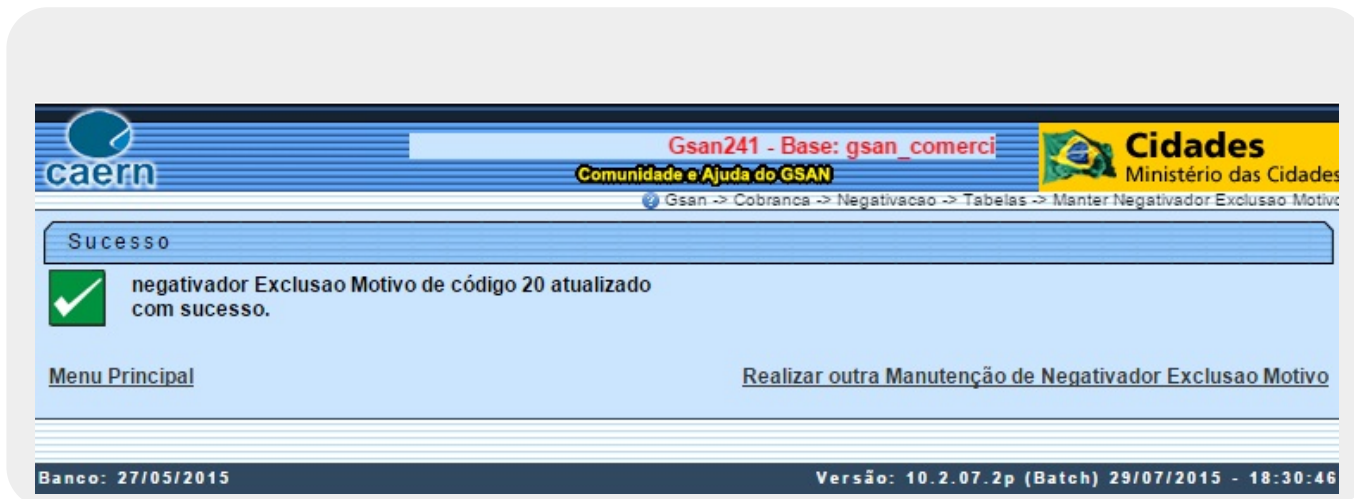 caern
Gsan241 - Base: gsan_comerci
Comunidade e Ajuda do GSAN
Cidades
Ministério das Cidades
Gsan -> Cobranca -> Negativacao -> Tabelas -> Manter Negativador Exclusao Motivo
Sucesso
negativador Exclusao Motivo de código 20 atualizado
com sucesso.
Menu Principal
Realizar outra Manutenção de Negativador Exclusao Motivo
Banco: 27/05/2015
Versão: 10.2.07.2p (Batch) 29/07/2015 - 18:30:46